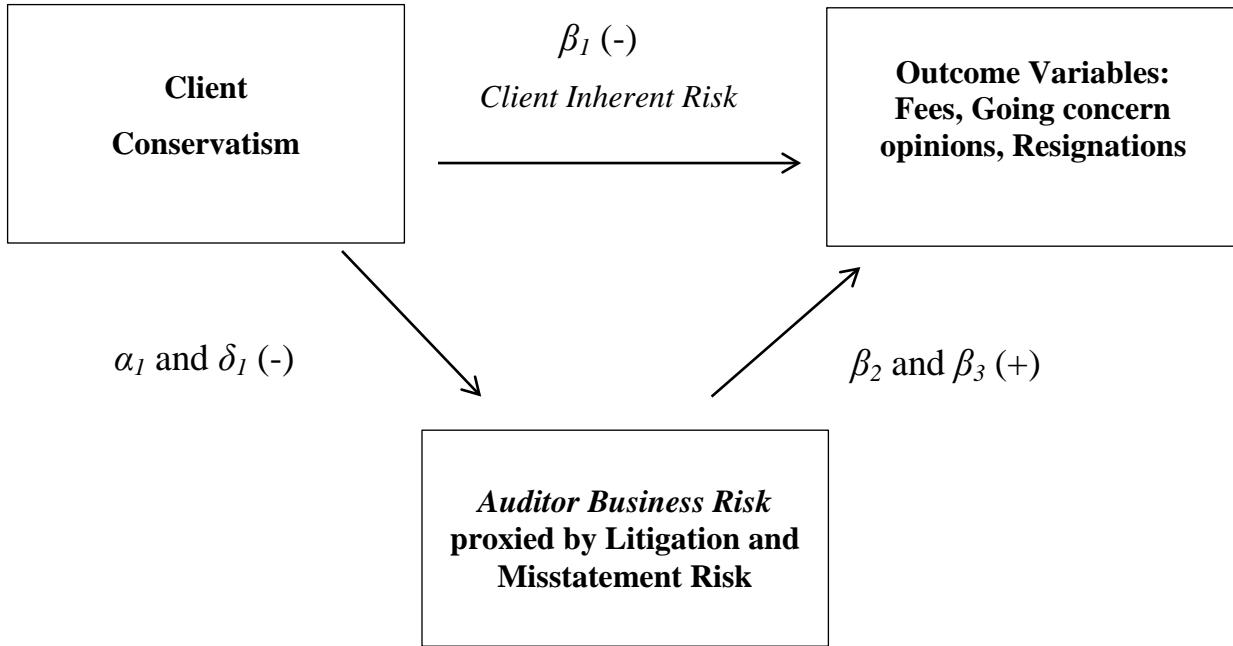 Client
Conservatism
β1 (-)
Client Inherent Risk
Outcome Variables:
Fees, Going concern
opinions, Resignations
α1 and δ1 (-)
β2 and β3 (+)
Auditor Business Risk
proxied by Litigation and
Misstatement Risk